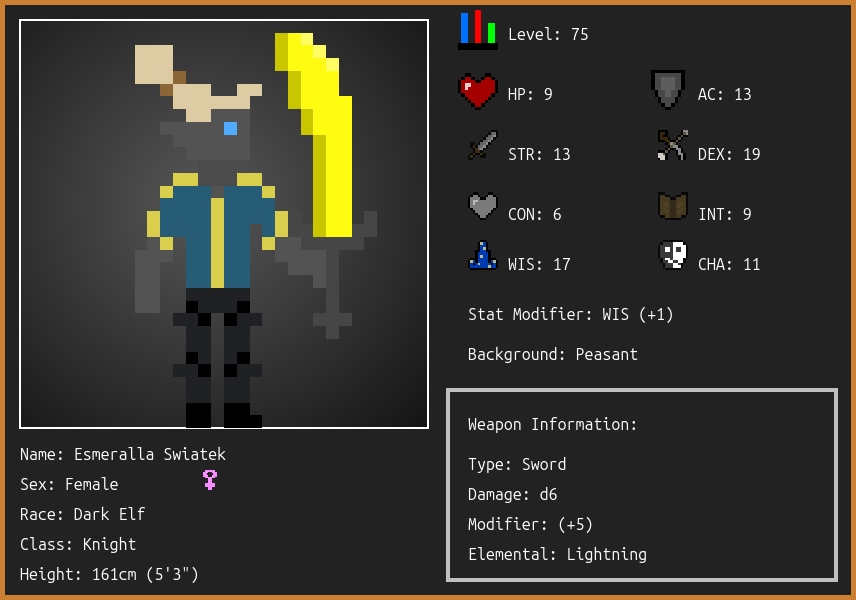 Level: 75
HP: 9
AC: 13
STR: 13
DEX: 19
CON: 6
INT: 9
WIS: 17
CHA: 11
Stat Modifier: WIS (+1)
Background: Peasant
Name: Esmeralla Swiatek
Sex: Female
Race: Dark Elf
Class: Knight
Height: 161cm (5'3")
Weapon Information:
Type: Sword
Damage: d6
Modifier: (+5)
Elemental: Lightning